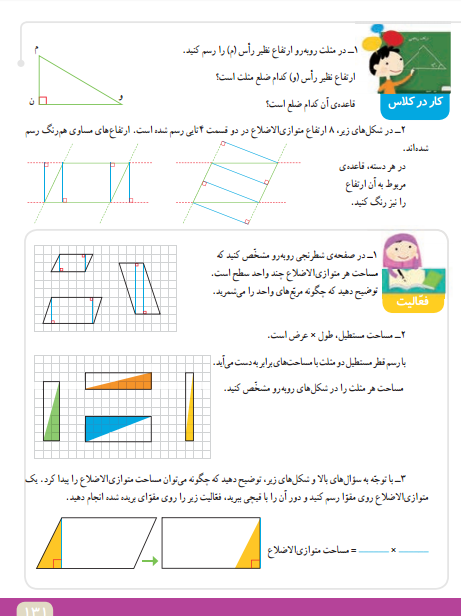 کار در کلاس
۱ــ در مثلث روبه‌رو ارتفاع نظیر رأس (م) را رسم کنید.
ارتفاع نظیر رأس (و) کدام ضلع مثلث است؟
قاعده‌ی آن کدام ضلع است؟
م
ن
و
۲ــ در شکل‌های زیر، ۸ ارتفاع متوازی‌الاضلاع در دو قسمت ۴ تایی رسم شده است. ارتفاع‌های مساوی هم‌رنگ رسم
شده‌اند.
در هر دسته، قاعده‌ی
مربوط به آن ارتفاع
را نیز رنگ کنید.
فعّالیت
۱ــ در صفحه‌ی شطرنجی روبه‌رو مشخّص کنید که
مساحت هر متوازی‌الاضلاع چند واحد سطح است.
توضیح دهید که چگونه مربّع‌های واحد را می‌شمرید.
۲ــ مساحت مستطیل، طول × عرض است.
با رسم قطر مستطیل دو مثلث با مساحت‌های برابر به دست می‌آید.
مساحت هر مثلث را در شکل‌های روبه‌رو مشخّص کنید.
۳ــ با توجّه به سؤال‌های بالا و شکل‌های زیر، توضیح دهید که چگونه می‌توان مساحت متوازی‌الاضلاع را پیدا کرد. یک
متوازی‌الاضلاع روی مقوّا رسم کنید و دور آن را با قیچی ببرید، فعّالیت زیر را روی مقوّای بریده شده انجام دهید.
مساحت متوازی‌الاضلاع = ــــــ × ــــــ
۱۳۱